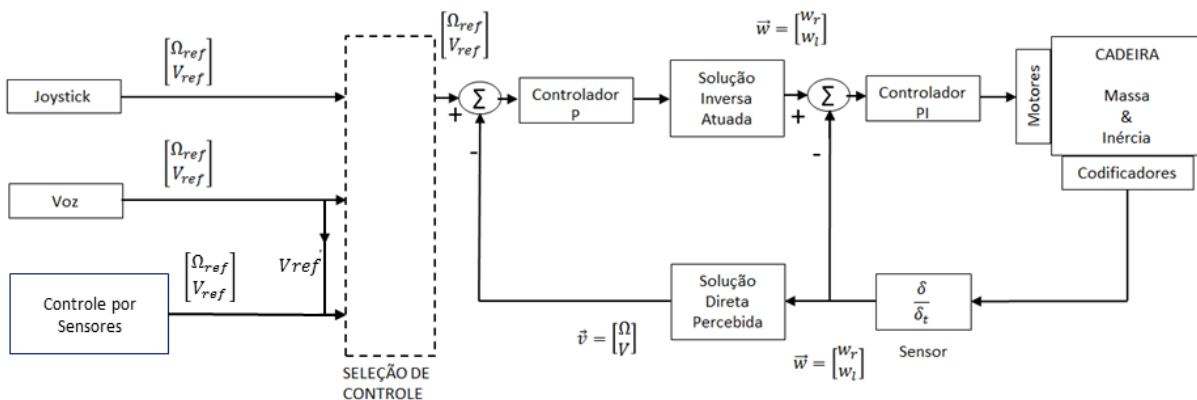 [Ω_ref
V_ref]
Joystick
[Ω_ref
V_ref]
Voz
[Ω_ref
V_ref]
Vref
Controle por
Sensores
SELEÇÃO DE
CONTROLE
[Ω_ref
V_ref]
+
Σ
-
Controlador
P
Solução
Inversa
Atuada
w⃗ = [w_r
w_l]
+
Σ
-
Controlador
PI
Motores
CADEIRA
Massa
&
Inércia
Codificadores
δ
δ_t
Sensor
w⃗ = [w_r
w_l]
Solução
Direta
Percebida
v⃗ = [Ω
V]